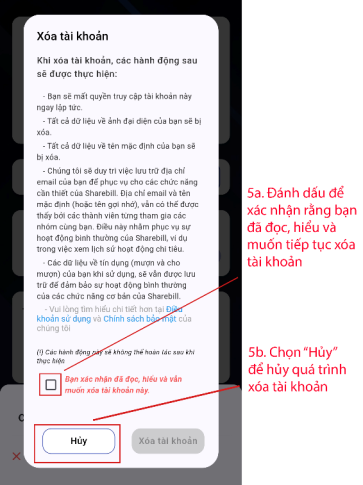 Xóa tài khoản
Khi xóa tài khoản, các hành động sau
sẽ được thực hiện:
- Bạn sẽ mất quyền truy cập tài khoản này
ngay lập tức.
- Tất cả dữ liệu về ảnh đại diện của bạn sẽ bị
xóa.
- Tất cả dữ liệu về tên mặc định của bạn sẽ
bị xóa.
- Chúng tôi sẽ duy trì việc lưu trữ địa chỉ
email của bạn để phục vụ cho các chức năng
cần thiết của Sharebill. Địa chỉ email và tên
mặc định (hoặc tên gợi nhớ), vẫn có thể được
thấy bởi các thành viên từng tham gia các
nhóm cùng bạn. Điều này nhằm phục vụ sự
hoạt động bình thường của Sharebill, ví dụ
trong việc xem lịch sử hoạt động chi tiêu.
- Các dữ liệu về tín dụng (mượn và cho
mượn) của bạn khi sử dụng, sẽ vẫn được lưu
trữ để đảm bảo sự hoạt động bình thường
của các chức năng cơ bản của Sharebill.
- Vui lòng tìm hiểu chi tiết hơn tại Điều
khoản sử dụng và Chính sách bảo mật của
chúng tôi
(!) Các hành động này sẽ không thể hoàn tác sau khi
thực hiện
Bạn xác nhận đã đọc, hiểu và vẫn
muốn xóa tài khoản này.
Hủy
Xóa tài khoản
5a. Đánh dấu để
xác nhận rằng bạn
đã đọc, hiểu và
muốn tiếp tục xóa
tài khoản
5b. Chọn “Hủy”
để hủy quá trình
xóa tài khoản